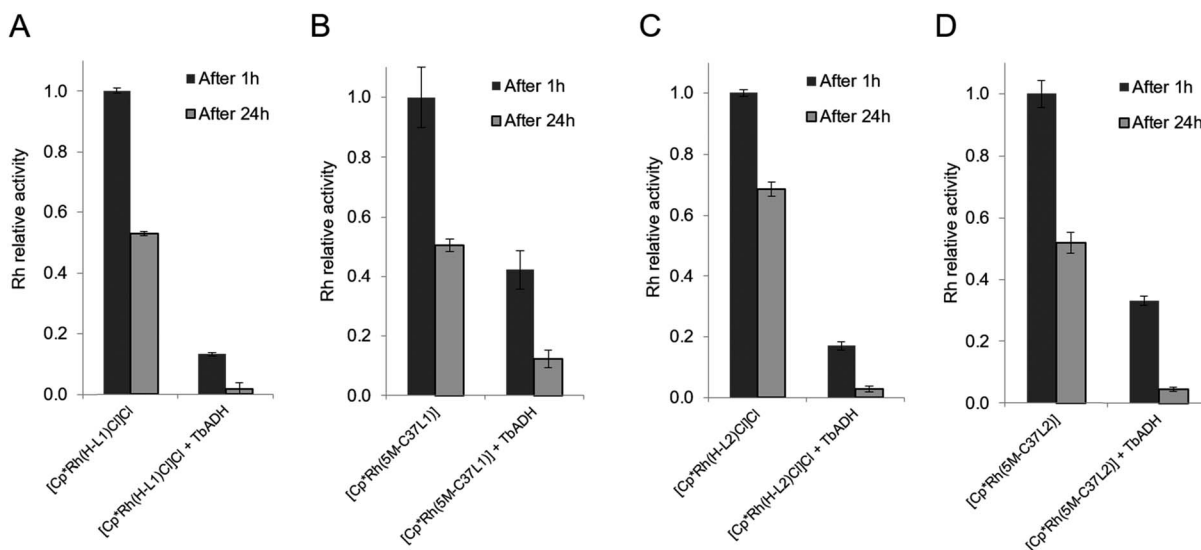 A
Rh relative activity
1.0
0.8
0.6
0.4
0.2
0.0
After 1h
After 24h
[Cp*Rh(H-L1)Cl]Cl
[Cp*Rh(H-L1)Cl]Cl + TbADH
B
Rh relative activity
1.0
0.8
0.6
0.4
0.2
0.0
After 1h
After 24h
[Cp*Rh(5M-C37L1)]
[Cp*Rh(5M-C37L1)] + TbADH
C
Rh relative activity
1.0
0.8
0.6
0.4
0.2
0.0
After 1h
After 24h
[Cp*Rh(H-L2)Cl]Cl
[Cp*Rh(H-L2)Cl]Cl + TbADH
D
Rh relative activity
1.0
0.8
0.6
0.4
0.2
0.0
After 1h
After 24h
[Cp*Rh(5M-C37L2)]
[Cp*Rh(5M-C37L2)] + TbADH